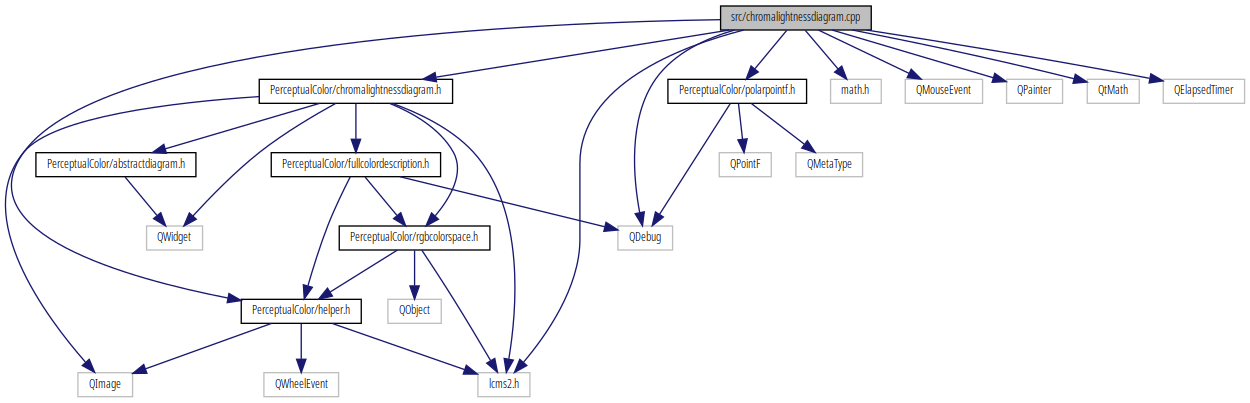 src/chromalightnessdiagram.cpp
PerceptualColor/chromalightnessdiagram.h
PerceptualColor/polarpointf.h
math.h
QMouseEvent
QPainter
QtMath
QElapsedTimer
PerceptualColor/abstractdiagram.h
PerceptualColor/fullcolordescription.h
QPointF
QMetaType
QWidget
PerceptualColor/rgbcolorspace.h
QDebug
PerceptualColor/helper.h
QObject
QImage
QWheelEvent
lcms2.h